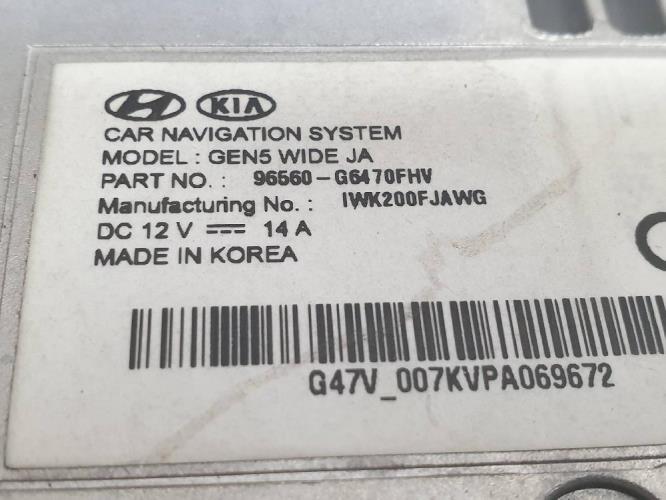 KIA
CAR NAVIGATION SYSTEM
MODEL : GEN5 WIDE JA
PART NO. : 96560-G6470FHV
Manufacturing No. : IWK200FJAWG
DC 12 V ⎓ 14 A
MADE IN KOREA
G47V_007KVPA069672